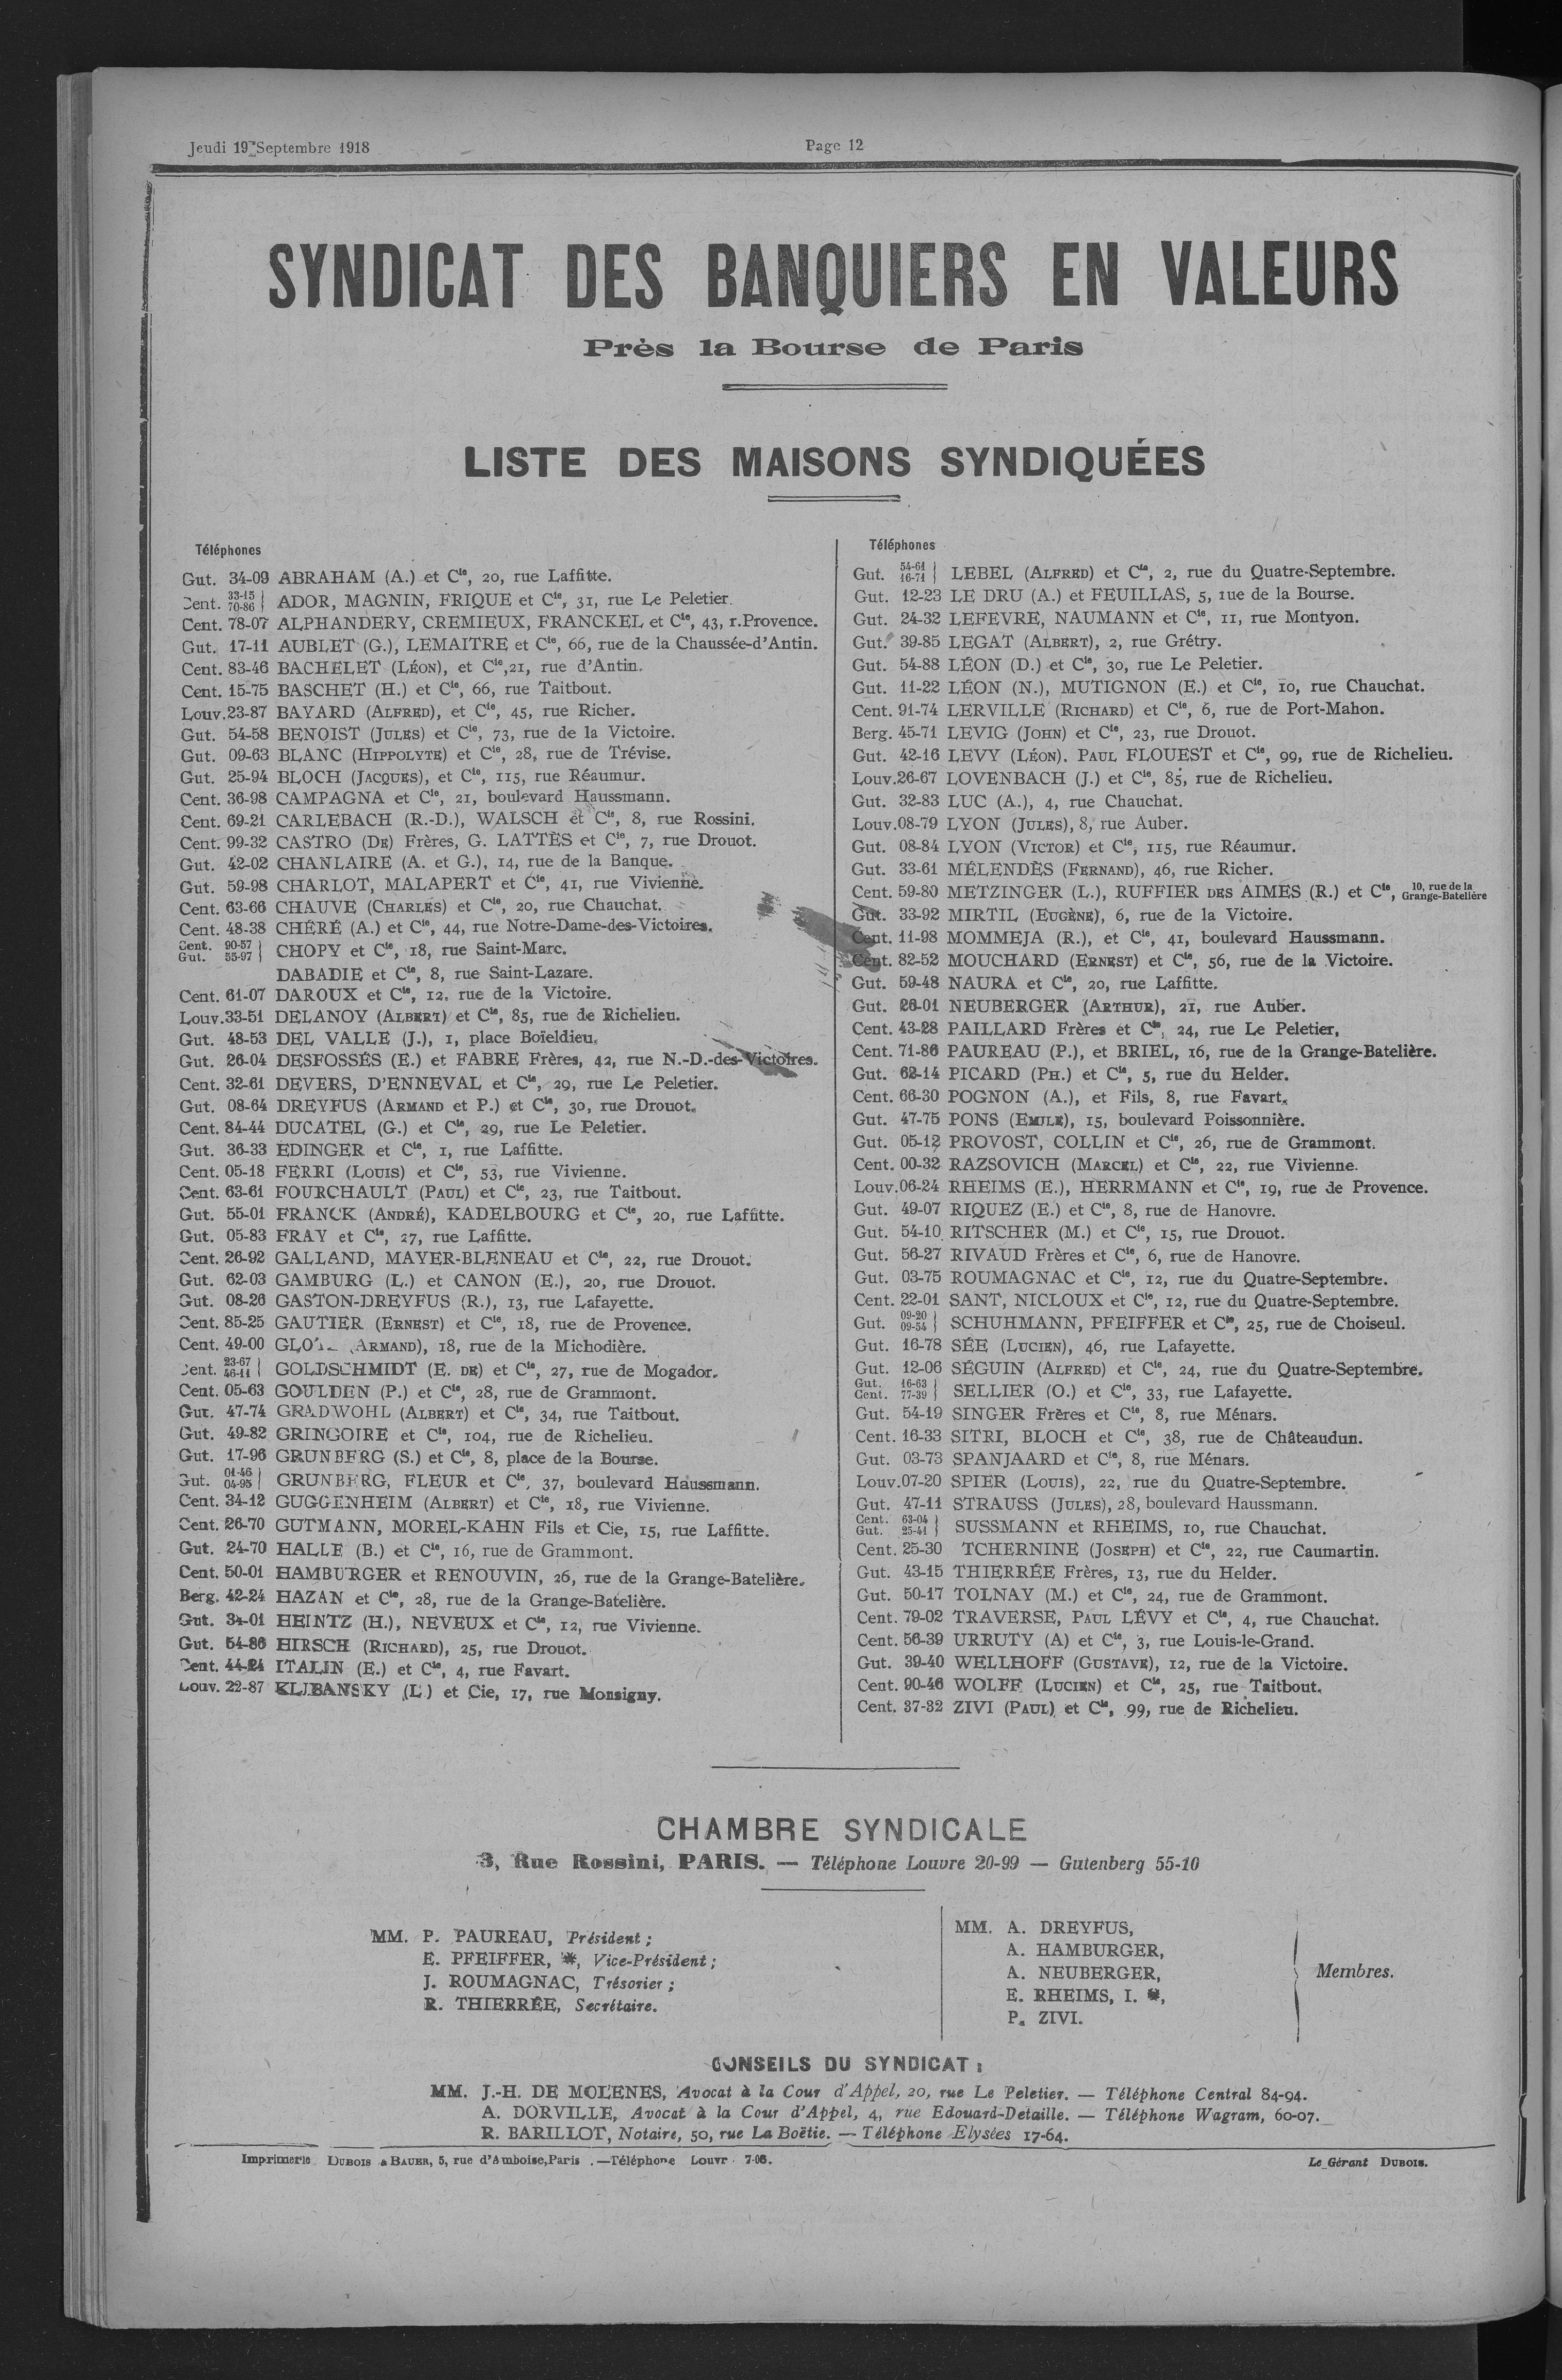 Jeudi 19 Septembre 1918
Page 12
SYNDICAT DES BANQUIERS EN VALEURS
Près la Bourse de Paris
LISTE DES MAISONS SYNDIQUÉES
Téléphones
Gut. 34-09 ABRAHAM (A.) et Cie, 20, rue Laffitte.
Cent. 33-15 70-86 | ADOR, MAGNIN, FRIQUE et Cie, 31, rue Le Peletier.
Cent. 78-07 ALPHANDERY, CREMIEUX, FRANCKEL et Cie, 43, r.Provence.
Gut. 17-11 AUBLET (G.), LEMAITRE et Cie, 66, rue de la Chaussée-d'Antin.
Cent. 83-46 BACHELET (LÉON), et Cie,21, rue d'Antin.
Cent. 15-75 BASCHET (H.) et Cie, 66, rue Taitbout.
Louv.23-87 BAYARD (ALFRED), et Cie, 45, rue Richer.
Gut. 54-58 BENOIST (JULES) et Cie, 73, rue de la Victoire.
Gut. 09-63 BLANC (HIPPOLYTE) et Cie, 28, rue de Trévise.
Gut. 25-94 BLOCH (JACQUES), et Cie, 115, rue Réaumur.
Cent. 36-98 CAMPAGNA et Cie, 21, boulevard Haussmann.
Cent. 69-21 CARLEBACH (R.-D.), WALSCH et Cie, 8, rue Rossini.
Cent. 99-32 CASTRO (DE) Frères, G. LATTÈS et Cie, 7, rue Drouot.
Gut. 42-02 CHANLAIRE (A. et G.), 14, rue de la Banque.
Gut. 59-98 CHARLOT, MALAPERT et Cie, 41, rue Vivienne.
Cent. 63-66 CHAUVE (CHARLES) et Cie, 20, rue Chauchat.
Cent. 48-38 CHÉRÉ (A.) et Cie, 44, rue Notre-Dame-des-Victoires.
Cent. 90-57 Gut. 55-97 | CHOPY et Cie, 18, rue Saint-Marc.
DABADIE et Cie, 8, rue Saint-Lazare.
Cent. 61-07 DAROUX et Cie, 12, rue de la Victoire.
Louv.33-51 DELANOY (ALBERT) et Cie, 85, rue de Richelieu.
Gut. 48-53 DEL VALLE (J.), 1, place Boïeldieu.
Gut. 26-04 DESFOSSÉS (E.) et FABRE Frères, 42, rue N.-D.-des-Victoires.
Cent. 32-61 DEVERS, D'ENNEVAL et Cie, 29, rue Le Peletier.
Gut. 08-64 DREYFUS (ARMAND et P.) et Cie, 30, rue Drouot.
Cent. 84-44 DUCATEL (G.) et Cie, 29, rue Le Peletier.
Gut. 36-33 EDINGER et Cie, 1, rue Laffitte.
Cent. 05-18 FERRI (LOUIS) et Cie, 53, rue Vivienne.
Cent. 63-61 FOURCHAULT (PAUL) et Cie, 23, rue Taitbout.
Gut. 55-01 FRANCK (ANDRÉ), KADELBOURG et Cie, 20, rue Laffitte.
Gut. 05-83 FRAY et Cie, 27, rue Laffitte.
Cent. 26-92 GALLAND, MAYER-BLENEAU et Cie, 22, rue Drouot.
Gut. 62-03 GAMBURG (L.) et CANON (E.), 20, rue Drouot.
Gut. 08-26 GASTON-DREYFUS (R.), 13, rue Lafayette.
Cent. 85-25 GAUTIER (ERNEST) et Cie, 18, rue de Provence.
Cent. 49-00 (ARMAND), 18, rue de la Michodière.
Cent. 23-67 46-11 | GOLDSCHMIDT (E. DE) et Cie, 27, rue de Mogador.
Cent. 05-63 GOULDEN (P.) et Cie, 28, rue de Grammont.
Gut. 47-74 GRADWOHL (ALBERT) et Cie, 34, rue Taitbout.
Gut. 49-82 GRINGOIRE et Cie, 104, rue de Richelieu.
Gut. 17-96 GRUNBERG (S.) et Cie, 8, place de la Bourse.
Gut. 01-46 04-95 | GRUNBERG, FLEUR et Cie, 37, boulevard Haussmann.
Cent. 34-12 GUGGENHEIM (ALBERT) et Cie, 18, rue Vivienne.
Cent. 26-70 GUTMANN, MOREL-KAHN Fils et Cie, 15, rue Laffitte.
Gut. 24-70 HALLE (B.) et Cie, 16, rue de Grammont.
Cent. 50-01 HAMBURGER et RENOUVIN, 26, rue de la Grange-Batelière.
Berg. 42-24 HAZAN et Cie, 28, rue de la Grange-Batelière.
Gut. 34-01 HEINTZ (H.), NEVEUX et Cie, 12, rue Vivienne.
Gut. 54-86 HIRSCH (RICHARD), 25, rue Drouot.
Cent. 44-24 ITALIN (E.) et Cie, 4, rue Favart.
Louv. 22-87 KLIBANSKY (L) et Cie, 17, rue Monsigny.
Téléphones
Gut. 54-61 16-71 | LEBEL (ALFRED) et Cie, 2, rue du Quatre-Septembre.
Gut. 12-23 LE DRU (A.) et FEUILLAS, 5, rue de la Bourse.
Gut. 24-32 LEFEVRE, NAUMANN et Cie, 11, rue Montyon.
Gut. 39-85 LEGAT (ALBERT), 2, rue Grétry.
Gut. 54-88 LÉON (D.) et Cie, 30, rue Le Peletier.
Gut. 11-22 LÉON (N.), MUTIGNON (E.) et Cie, 10, rue Chauchat.
Cent. 91-74 LERVILLE (RICHARD) et Cie, 6, rue de Port-Mahon.
Berg. 45-71 LEVIG (JOHN) et Cie, 23, rue Drouot.
Gut. 42-16 LEVY (LÉON). PAUL FLOUEST et Cie, 99, rue de Richelieu.
Louv.26-67 LOVENBACH (J.) et Cie, 85, rue de Richelieu.
Gut. 32-83 LUC (A.), 4, rue Chauchat.
Louv.08-79 LYON (JULES), 8, rue Auber.
Gut. 08-84 LYON (VICTOR) et Cie, 115, rue Réaumur.
Gut. 33-61 MÉLENDÈS (FERNAND), 46, rue Richer.
Cent. 59-80 METZINGER (L.), RUFFIER DES AIMES (R.) et Cie, 10, rue de la Grange-Batelière
Gut. 33-92 MIRTIL (EUGÈNE), 6, rue de la Victoire.
Cent. 11-98 MOMMEJA (R.), et Cie, 41, boulevard Haussmann.
Cent. 82-52 MOUCHARD (ERNEST) et Cie, 56, rue de la Victoire.
Gut. 59-48 NAURA et Cie, 20, rue Laffitte.
Gut. 26-01 NEUBERGER (ARTHUR), 21, rue Auber.
Cent. 43-28 PAILLARD Frères et Cie, 24, rue Le Peletier,
Cent. 71-86 PAUREAU (P.), et BRIEL, 16, rue de la Grange-Batelière.
Gut. 62-14 PICARD (PH.) et Cie, 5, rue du Helder.
Cent. 66-30 POGNON (A.), et Fils, 8, rue Favart.
Gut. 47-75 PONS (EMILE), 15, boulevard Poissonnière.
Gut. 05-12 PROVOST, COLLIN et Cie, 26, rue de Grammont.
Cent. 00-32 RAZSOVICH (MARCEL) et Cie, 22, rue Vivienne.
Louv.06-24 RHEIMS (E.), HERRMANN et Cie, 19, rue de Provence.
Gut. 49-07 RIQUEZ (E.) et Cie, 8, rue de Hanovre.
Gut. 54-10 RITSCHER (M.) et Cie, 15, rue Drouot.
Gut. 56-27 RIVAUD Frères et Cie, 6, rue de Hanovre.
Gut. 03-75 ROUMAGNAC et Cie, 12, rue du Quatre-Septembre.
Cent. 22-01 SANT, NICLOUX et Cie, 12, rue du Quatre-Septembre.
Gut. 09-20 09-54 | SCHUHMANN, PFEIFFER et Cie, 25, rue de Choiseul.
Gut. 16-78 SÉE (LUCIEN), 46, rue Lafayette.
Gut. 12-06 SÉGUIN (ALFRED) et Cie, 24, rue du Quatre-Septembre.
Gut. 16-63 Cent. 77-39 | SELLIER (O.) et Cie, 33, rue Lafayette.
Gut. 54-19 SINGER Frères et Cie, 8, rue Ménars.
Cent. 16-33 SITRI, BLOCH et Cie, 38, rue de Châteaudun.
Gut. 03-73 SPANJAARD et Cie, 8, rue Ménars.
Louv.07-20 SPIER (LOUIS), 22, rue du Quatre-Septembre.
Gut. 47-11 STRAUSS (JULES), 28, boulevard Haussmann.
Cent. 63-04 Gut. 25-41 | SUSSMANN et RHEIMS, 10, rue Chauchat.
Cent. 25-30 TCHERNINE (JOSEPH) et Cie, 22, rue Caumartin.
Gut. 43-15 THIERRÉE Frères, 13, rue du Helder.
Gut. 50-17 TOLNAY (M.) et Cie, 24, rue de Grammont.
Cent. 79-02 TRAVERSE, PAUL LÉVY et Cie, 4, rue Chauchat.
Cent. 56-39 URRUTY (A) et Cie, 3, rue Louis-le-Grand.
Gut. 39-40 WELLHOFF (GUSTAVE), 12, rue de la Victoire.
Cent. 90-46 WOLFF (LUCIEN) et Cie, 25, rue Taitbout.
Cent. 37-32 ZIVI (PAUL) et Cie, 99, rue de Richelieu.
CHAMBRE SYNDICALE
3, Rue Rossini, PARIS. — Téléphone Louvre 20-99 — Gutenberg 55-10
MM. P. PAUREAU, Président ;
E. PFEIFFER, ✻, Vice-Président ;
J. ROUMAGNAC, Trésorier ;
R. THIERRÉE, Secrétaire.
MM. A. DREYFUS,
A. HAMBURGER,
A. NEUBERGER,
E. RHEIMS, I. ✻,
P. ZIVI.
Membres.
CONSEILS DU SYNDICAT :
MM. J.-H. DE MOLENES, Avocat à la Cour d'Appel, 20, rue Le Peletier. — Téléphone Central 84-94.
A. DORVILLE, Avocat à la Cour d'Appel, 4, rue Edouard-Detaille. — Téléphone Wagram, 60-07.
R. BARILLOT, Notaire, 50, rue La Boëtie. — Téléphone Elysées 17-64.
Imprimerie DUBOIS & BAUER, 5, rue d'Amboise,Paris .—Téléphone Louvr 7-08.
Le Gérant DUBOIS.